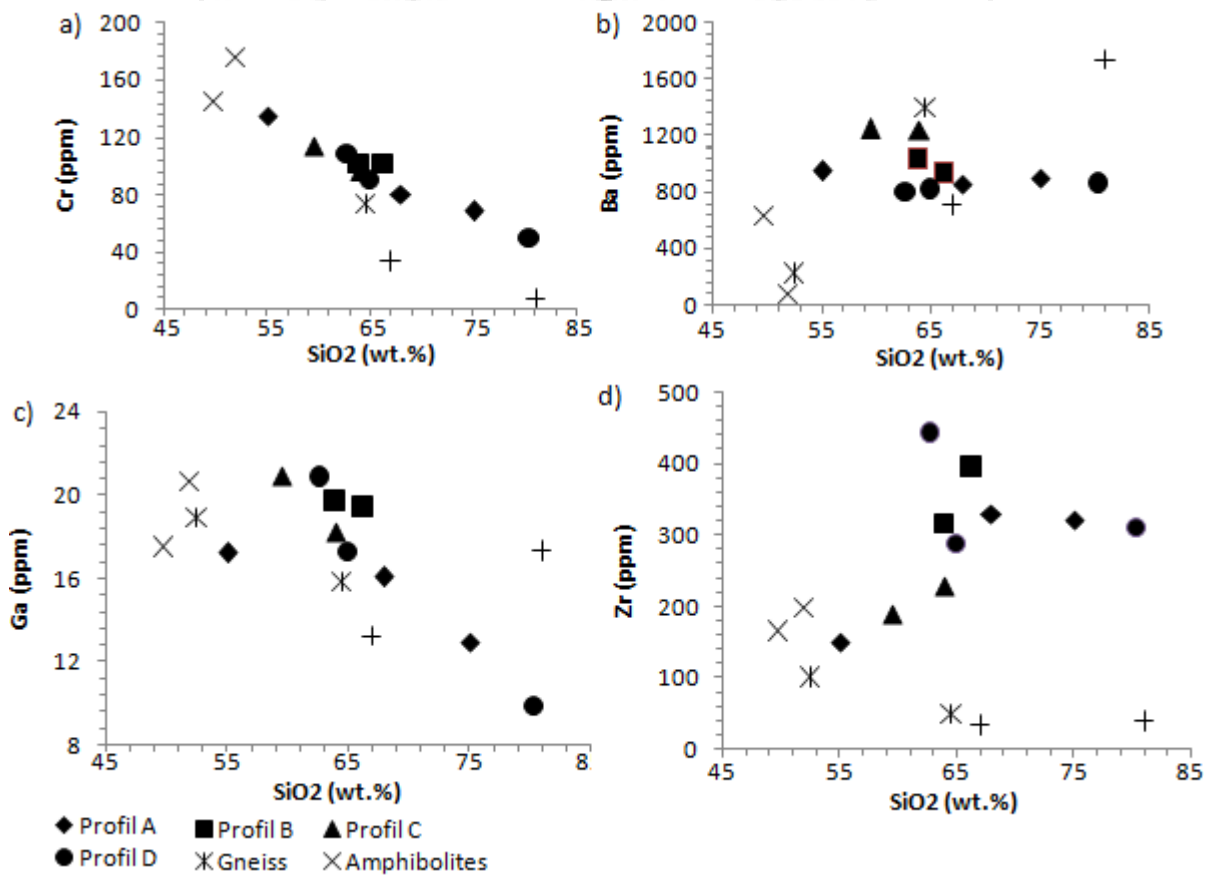 a)
200
160
120
80
40
0
Cr (ppm)
45 55 65 75 85
SiO2 (wt.%)
b)
2000
1600
1200
800
400
0
Ba (ppm)
45 55 65 75 85
SiO2 (wt.%)
c)
24
20
16
12
8
Ga (ppm)
45 55 65 75 8
SiO2 (wt.%)
d)
500
400
300
200
100
0
Zr (ppm)
45 55 65 75 85
SiO2 (wt.%)
Profil A Profil B Profil C
Profil D Gneiss Amphibolites